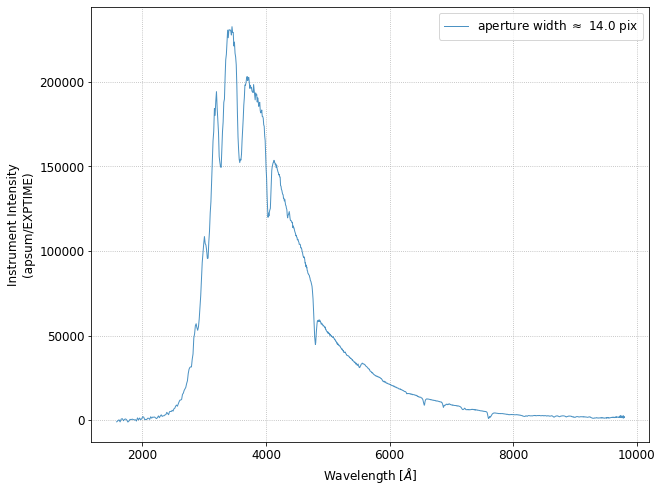 aperture width ≈ 14.0 pix
Instrument Intensity
(apsum/EXPTIME)
200000
150000
100000
50000
0
2000
4000
6000
8000
10000
Wavelength [Å]